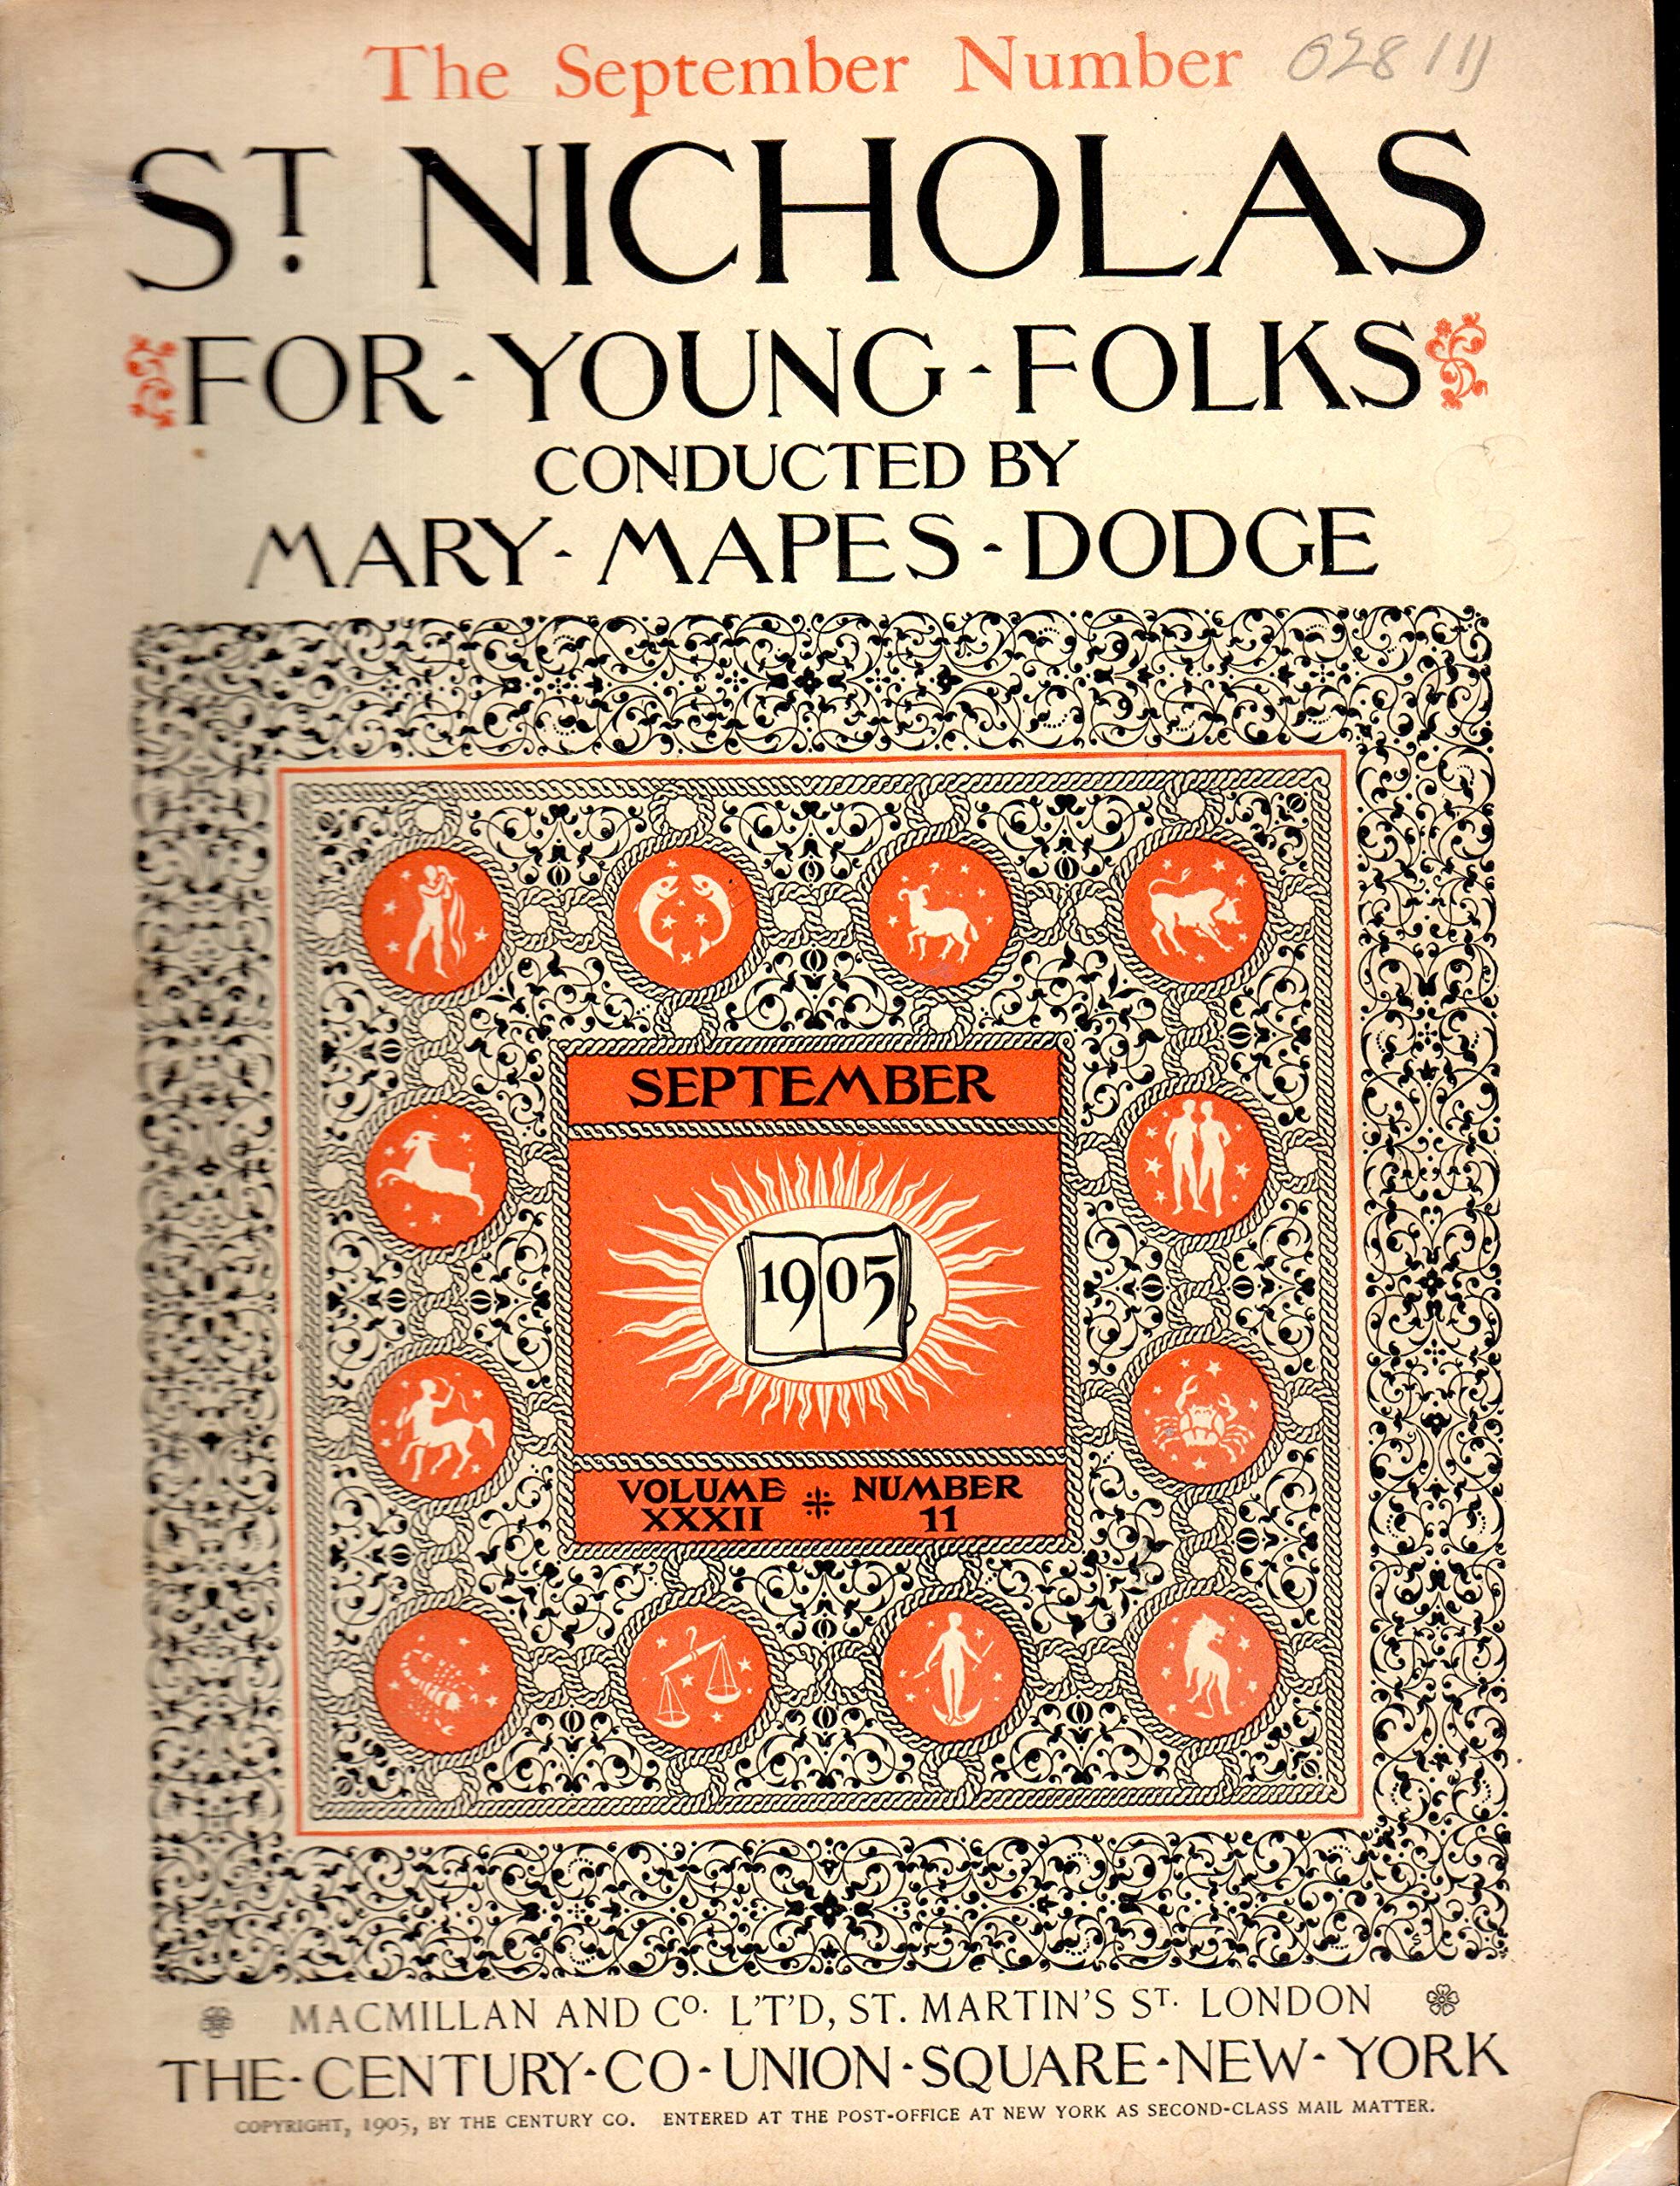 The September Number
ST. NICHOLAS
FOR-YOUNG-FOLKS
CONDUCTED BY
MARY-MAPES-DODGE
SEPTEMBER
1905
VOLUME NUMBER
XXXII 11
MACMILLAN AND CO. L'T'D, ST. MARTIN'S ST. LONDON
THE-CENTURY-CO-UNION-SQUARE-NEW-YORK
COPYRIGHT, 1905, BY THE CENTURY CO. ENTERED AT THE POST-OFFICE AT NEW YORK AS SECOND-CLASS MAIL MATTER.